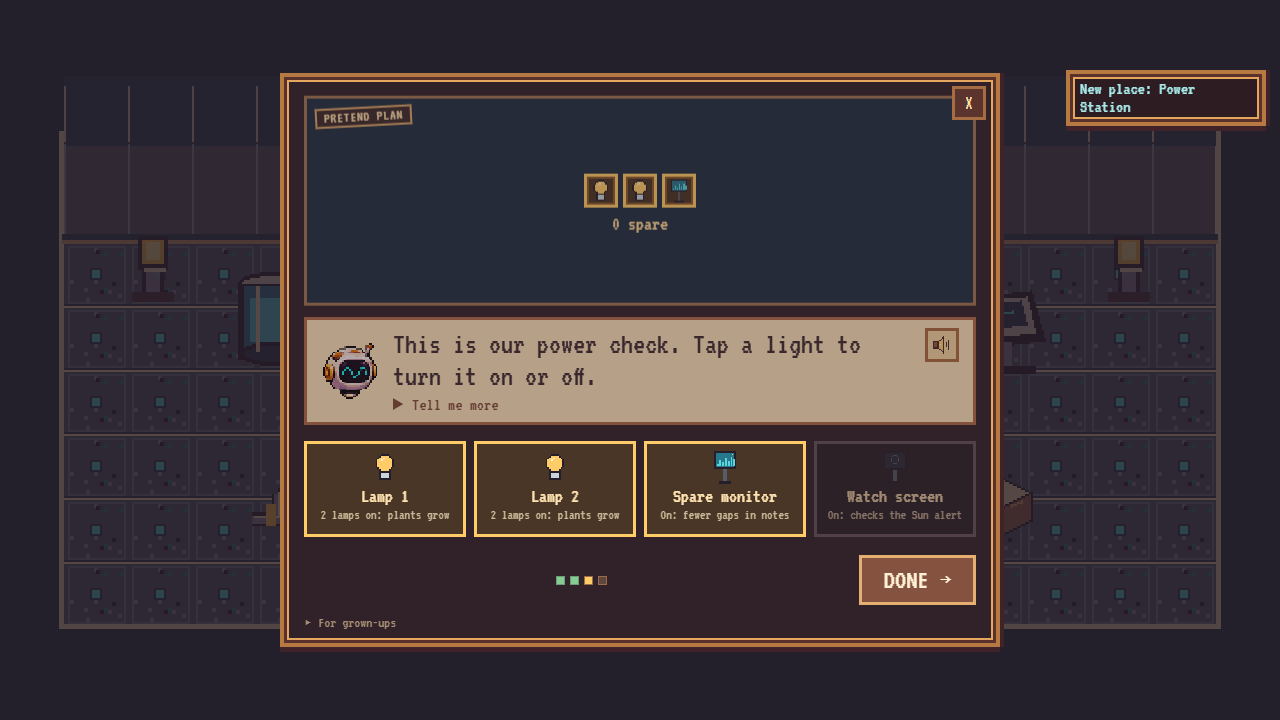 New place: Power
Station
X
PRETEND PLAN
0 spare
This is our power check. Tap a light to
turn it on or off.
▶ Tell me more
Lamp 1
2 lamps on: plants grow
Lamp 2
2 lamps on: plants grow
Spare monitor
On: fewer gaps in notes
Watch screen
On: checks the Sun alert
DONE →
▶ For grown-ups